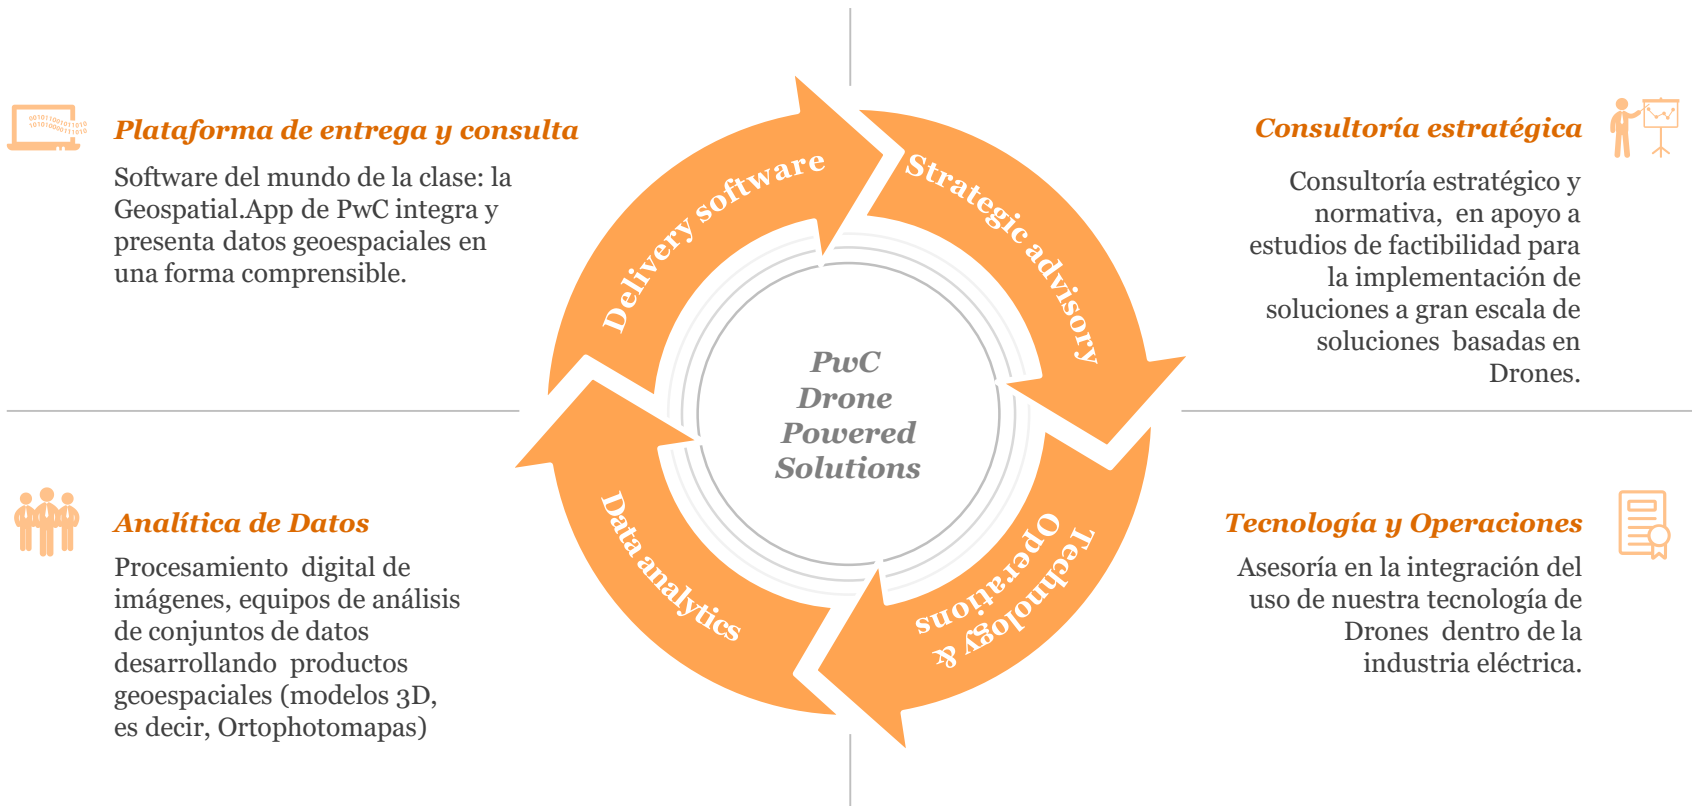 Plataforma de entrega y consulta
Software del mundo de la clase: la
Geospatial.App de PwC integra y
presenta datos geoespaciales en
una forma comprensible.
Consultoría estratégica
Consultoría estratégico y
normativa, en apoyo a
estudios de factibilidad para
la implementación de
soluciones a gran escala de
soluciones basadas en
Drones.
Delivery software
Strategic advisory
PwC
Drone
Powered
Solutions
Data analytics
Technology &
Operations
Analítica de Datos
Procesamiento digital de
imágenes, equipos de análisis
de conjuntos de datos
desarrollando productos
geoespaciales (modelos 3D,
es decir, Ortophotomapas)
Tecnología y Operaciones
Asesoría en la integración del
uso de nuestra tecnología de
Drones dentro de la
industria eléctrica.
001011001011010
101010000111010